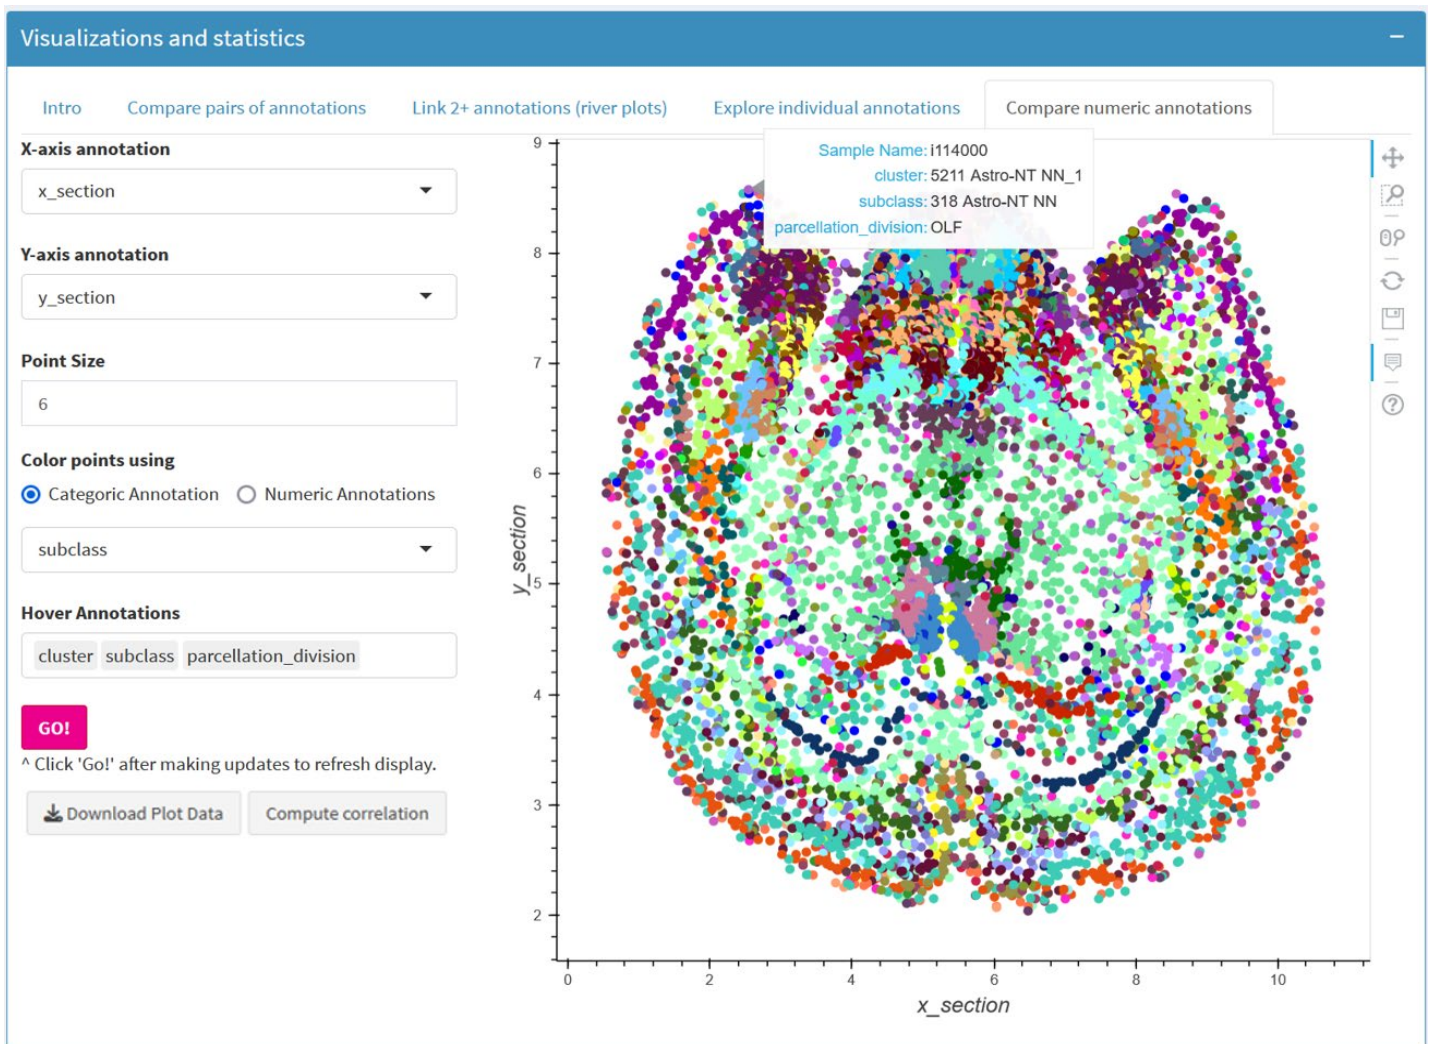 Visualizations and statistics
Intro
Compare pairs of annotations
Link 2+ annotations (river plots)
Explore individual annotations
Compare numeric annotations
X-axis annotation
x_section
Y-axis annotation
y_section
Point Size
6
Color points using
Categoric Annotation
Numeric Annotations
subclass
Hover Annotations
cluster subclass parcellation_division
GO!
^ Click 'Go!' after making updates to refresh display.
Download Plot Data
Compute correlation
Sample Name: i114000
cluster: 5211 Astro-NT NN_1
subclass: 318 Astro-NT NN
parcellation_division: OLF
9
8
7
6
5
4
3
2
y_section
0
2
4
6
8
10
x_section